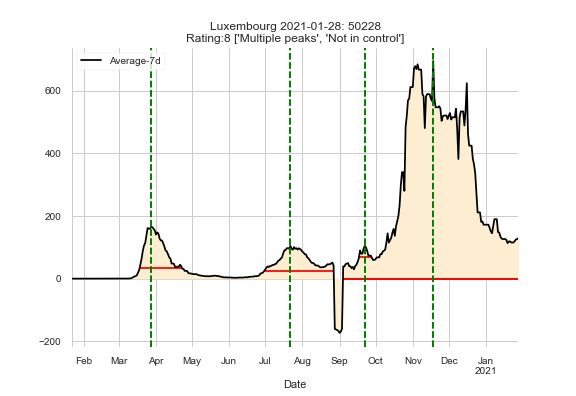 Luxembourg 2021-01-28: 50228
Rating:8 ['Multiple peaks', 'Not in control']
Average-7d
600
400
200
0
−200
Feb Mar Apr May Jun Jul Aug Sep Oct Nov Dec Jan
2021
Date